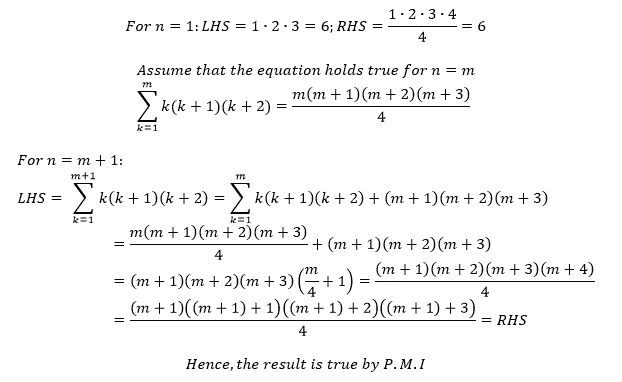 For n = 1: LHS = 1 · 2 · 3 = 6; RHS = (1 · 2 · 3 · 4)/4 = 6
Assume that the equation holds true for n = m
∑_{k=1}^{m} k(k + 1)(k + 2) = m(m + 1)(m + 2)(m + 3)/4
For n = m + 1:
LHS = ∑_{k=1}^{m+1} k(k + 1)(k + 2) = ∑_{k=1}^{m} k(k + 1)(k + 2) + (m + 1)(m + 2)(m + 3)
= m(m + 1)(m + 2)(m + 3)/4 + (m + 1)(m + 2)(m + 3)
= (m + 1)(m + 2)(m + 3)(m/4 + 1) = (m + 1)(m + 2)(m + 3)(m + 4)/4
= (m + 1)((m + 1) + 1)((m + 1) + 2)((m + 1) + 3)/4 = RHS
Hence, the result is true by P.M.I